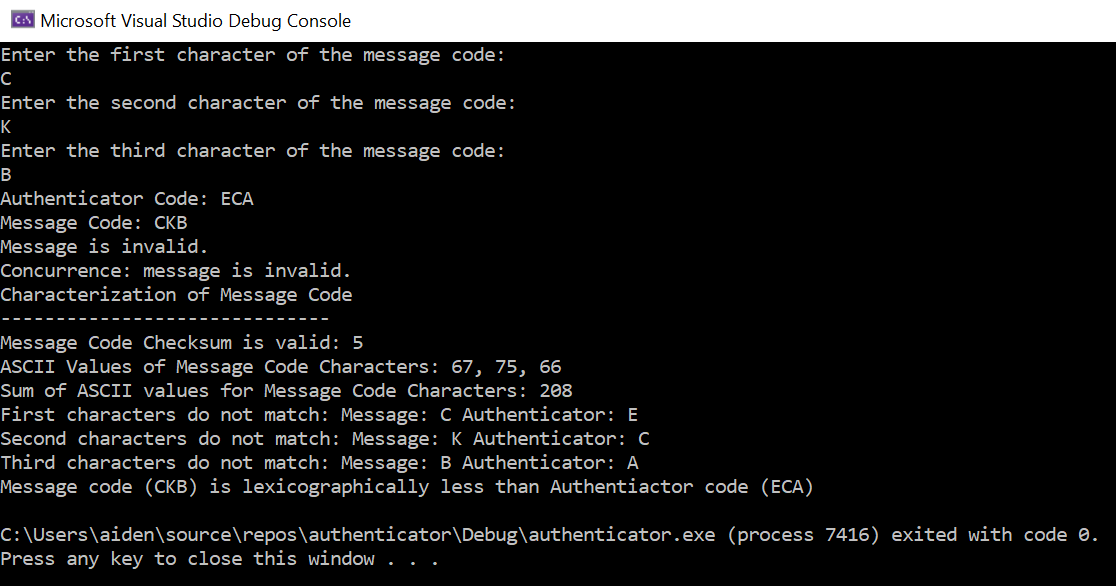 C:\ Microsoft Visual Studio Debug Console
Enter the first character of the message code:
C
Enter the second character of the message code:
K
Enter the third character of the message code:
B
Authenticator Code: ECA
Message Code: CKB
Message is invalid.
Concurrence: message is invalid.
Characterization of Message Code
------------------------------
Message Code Checksum is valid: 5
ASCII Values of Message Code Characters: 67, 75, 66
Sum of ASCII values for Message Code Characters: 208
First characters do not match: Message: C Authenticator: E
Second characters do not match: Message: K Authenticator: C
Third characters do not match: Message: B Authenticator: A
Message code (CKB) is lexicographically less than Authentiactor code (ECA)
C:\Users\aiden\source\repos\authenticator\Debug\authenticator.exe (process 7416) exited with code 0.
Press any key to close this window . . .